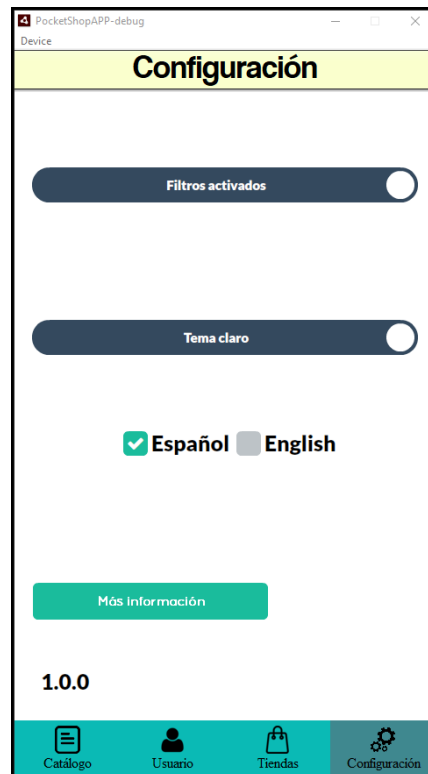 PocketShopAPP-debug
Device
Configuración
Filtros activados
Tema claro
Español English
Más información
1.0.0
Catálogo Usuario Tiendas Configuración